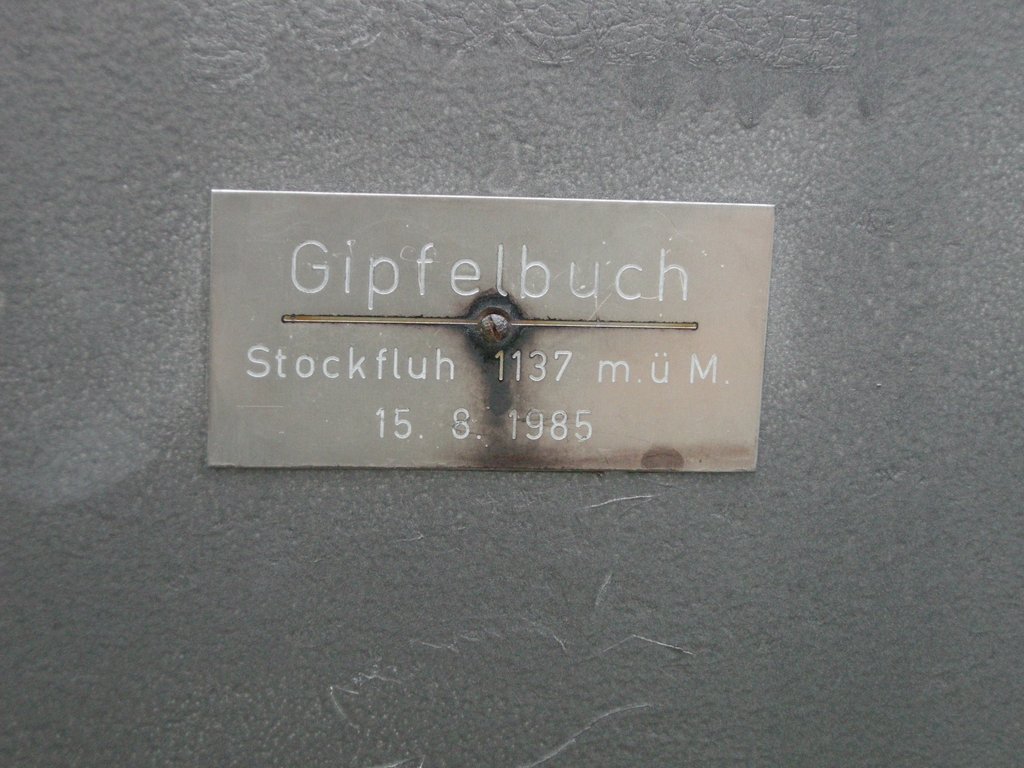 Gipfelbuch
Stockfluh 1137 m.ü M.
15. 8. 1985